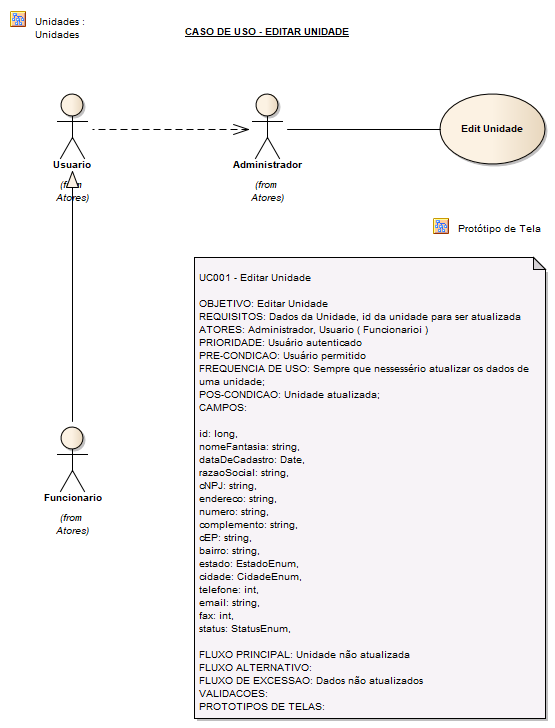 Unidades :
Unidades
CASO DE USO - EDITAR UNIDADE
Usuario
(from
Atores)
Administrador
(from
Atores)
Edit Unidade
Protótipo de Tela
UC001 - Editar Unidade
OBJETIVO: Editar Unidade
REQUISITOS: Dados da Unidade, id da unidade para ser atualizada
ATORES: Administrador, Usuario ( Funcionarioi )
PRIORIDADE: Usuário autenticado
PRE-CONDICAO: Usuário permitido
FREQUENCIA DE USO: Sempre que nessessério atualizar os dados de
uma unidade;
POS-CONDICAO: Unidade atualizada;
CAMPOS:
id: long,
nomeFantasia: string,
dataDeCadastro: Date,
razaoSocial: string,
cNPJ: string,
endereco: string,
numero: string,
complemento: string,
cEP: string,
bairro: string,
estado: EstadoEnum,
cidade: CidadeEnum,
telefone: int,
email: string,
fax: int,
status: StatusEnum,
FLUXO PRINCIPAL: Unidade não atualizada
FLUXO ALTERNATIVO:
FLUXO DE EXCESSAO: Dados não atualizados
VALIDACOES:
PROTOTIPOS DE TELAS:
Funcionario
(from
Atores)